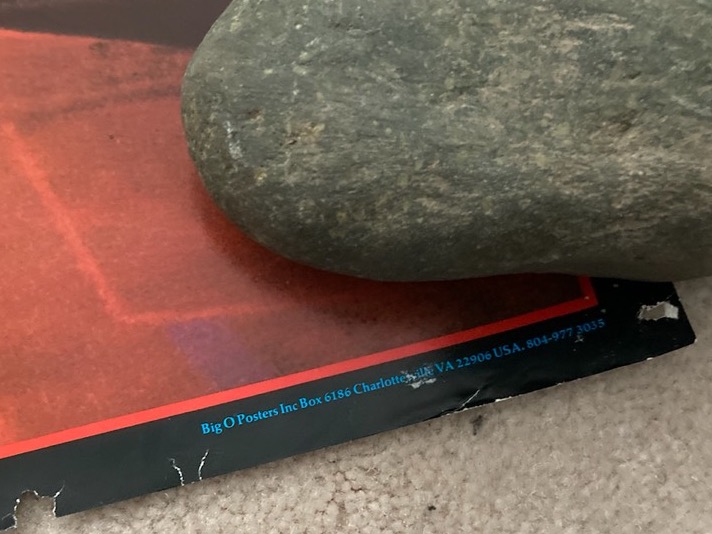 Big O Posters Inc Box 6186 Charlottesville VA 22906 USA. 804-977 3035